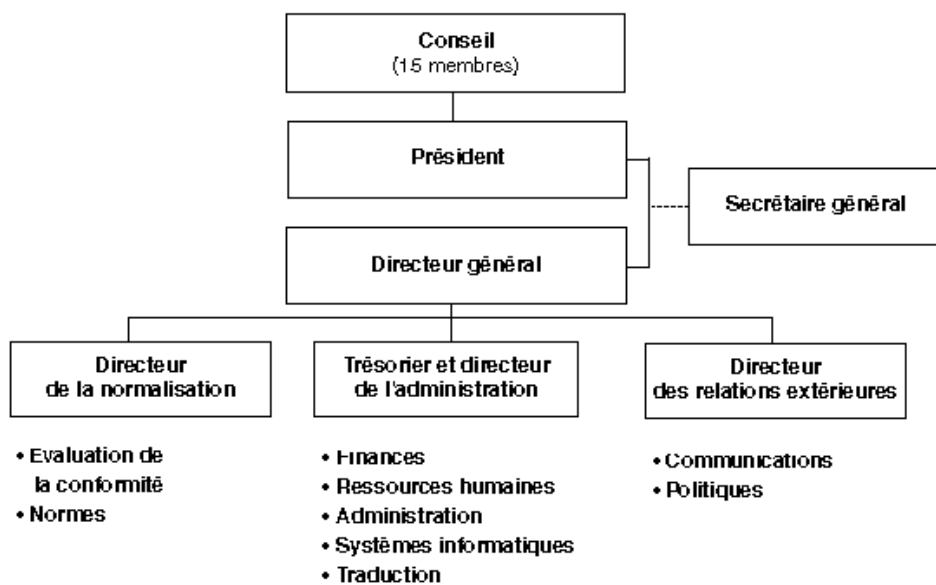 Conseil
(15 membres)
Président
Secrétaire général
Directeur général
Directeur
de la normalisation
Trésorier et directeur
de l'administration
Directeur
des relations extérieures
• Evaluation de
la conformité
• Normes
• Finances
• Ressources humaines
• Administration
• Systèmes informatiques
• Traduction
• Communications
• Politiques